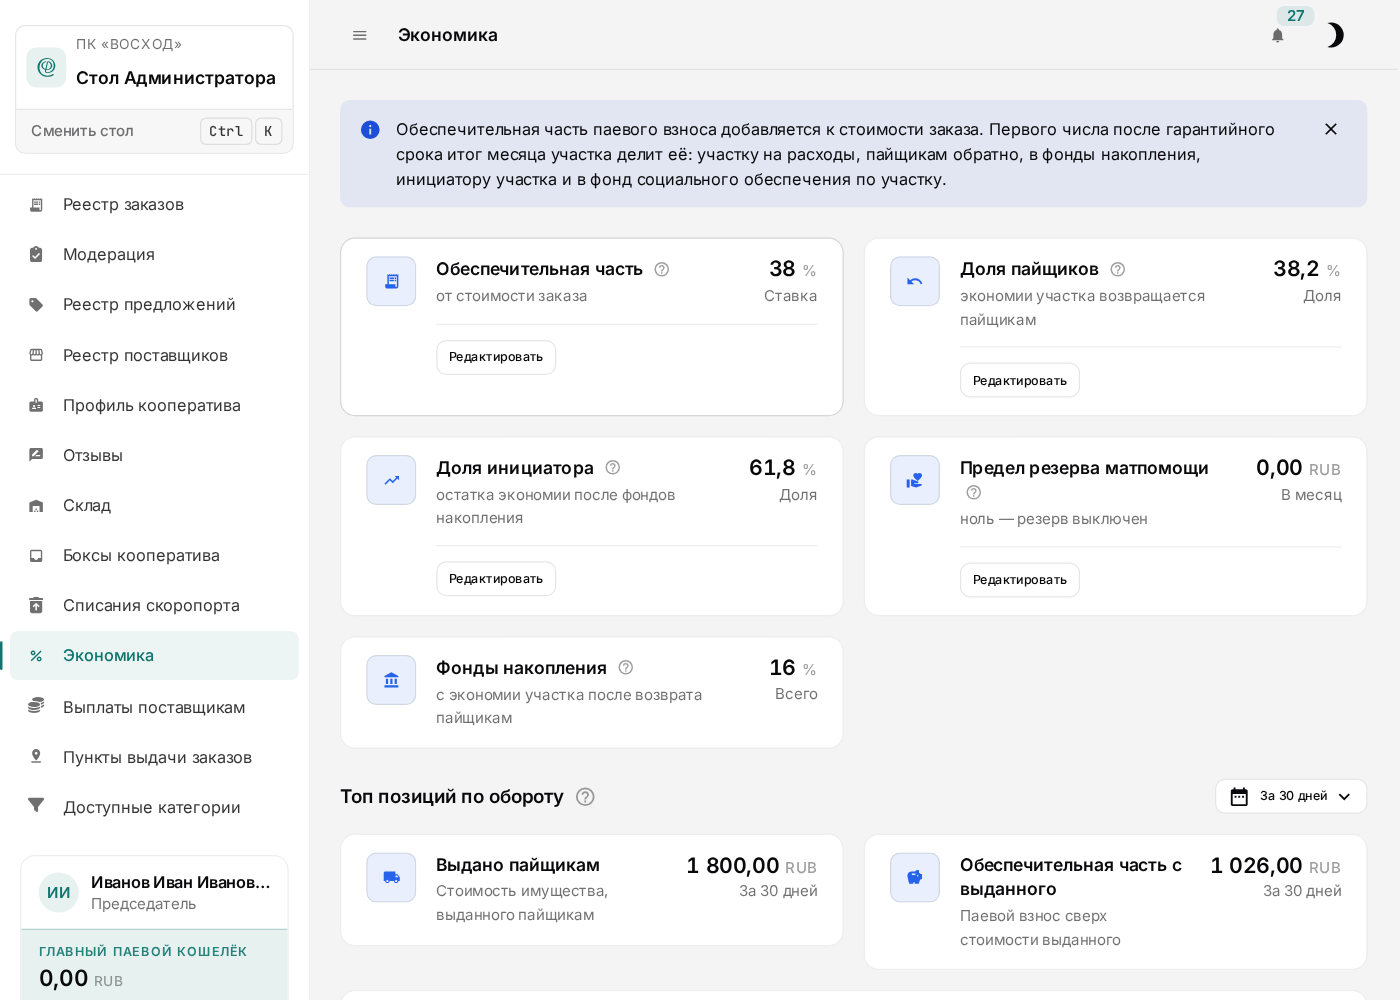 ПК «ВОСХОД»
Стол Администратора
Сменить стол
Ctrl K
Реестр заказов
Модерация
Реестр предложений
Реестр поставщиков
Профиль кооператива
Отзывы
Склад
Боксы кооператива
Списания скоропорта
Экономика
Выплаты поставщикам
Пункты выдачи заказов
Доступные категории
ИИ
Иванов Иван Иванов…
Председатель
ГЛАВНЫЙ ПАЕВОЙ КОШЕЛЁК
0,00 RUB
Экономика
27
Обеспечительная часть паевого взноса добавляется к стоимости заказа. Первого числа после гарантийного
срока итог месяца участка делит её: участку на расходы, пайщикам обратно, в фонды накопления,
инициатору участка и в фонд социального обеспечения по участку.
Обеспечительная часть
38 %
от стоимости заказа
Ставка
Редактировать
Доля пайщиков
38,2 %
экономии участка возвращается
пайщикам
Доля
Редактировать
Доля инициатора
61,8 %
остатка экономии после фондов
накопления
Доля
Редактировать
Предел резерва матпомощи
0,00 RUB
В месяц
ноль — резерв выключен
Редактировать
Фонды накопления
16 %
с экономии участка после возврата
пайщикам
Всего
Топ позиций по обороту
За 30 дней
Выдано пайщикам
1 800,00 RUB
Стоимость имущества,
выданного пайщикам
За 30 дней
Обеспечительная часть с
выданного
1 026,00 RUB
За 30 дней
Паевой взнос сверх
стоимости выданного